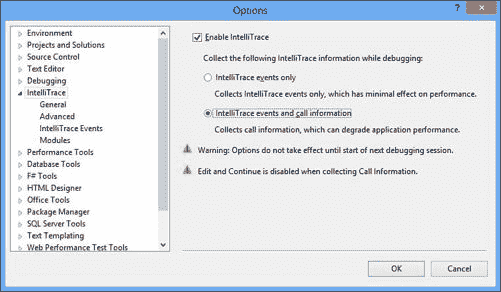 Options
Environment
Projects and Solutions
Source Control
Text Editor
Debugging
IntelliTrace
General
Advanced
IntelliTrace Events
Modules
Performance Tools
Database Tools
F# Tools
HTML Designer
Office Tools
Package Manager
SQL Server Tools
Text Templating
Web Performance Test Tools
Enable IntelliTrace
Collect the following IntelliTrace information while debugging:
IntelliTrace events only
Collects IntelliTrace events only, which has minimal effect on performance.
IntelliTrace events and call information
Collects call information, which can degrade application performance.
Warning: Options do not take effect until start of next debugging session.
Edit and Continue is disabled when collecting Call Information.
OK
Cancel